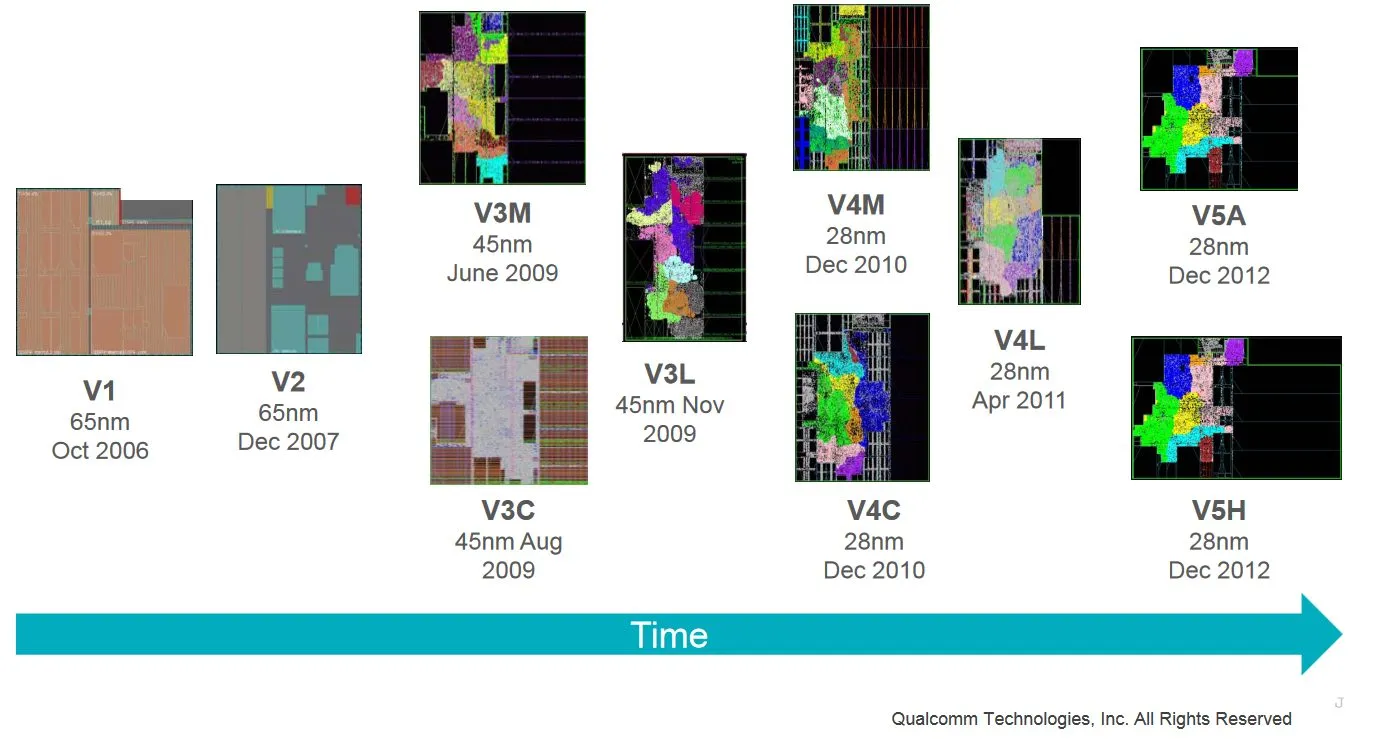 V1
65nm
Oct 2006
V2
65nm
Dec 2007
V3M
45nm
June 2009
V3C
45nm Aug
2009
V3L
45nm Nov
2009
V4M
28nm
Dec 2010
V4C
28nm
Dec 2010
V4L
28nm
Apr 2011
V5A
28nm
Dec 2012
V5H
28nm
Dec 2012
Time
J
Qualcomm Technologies, Inc. All Rights Reserved